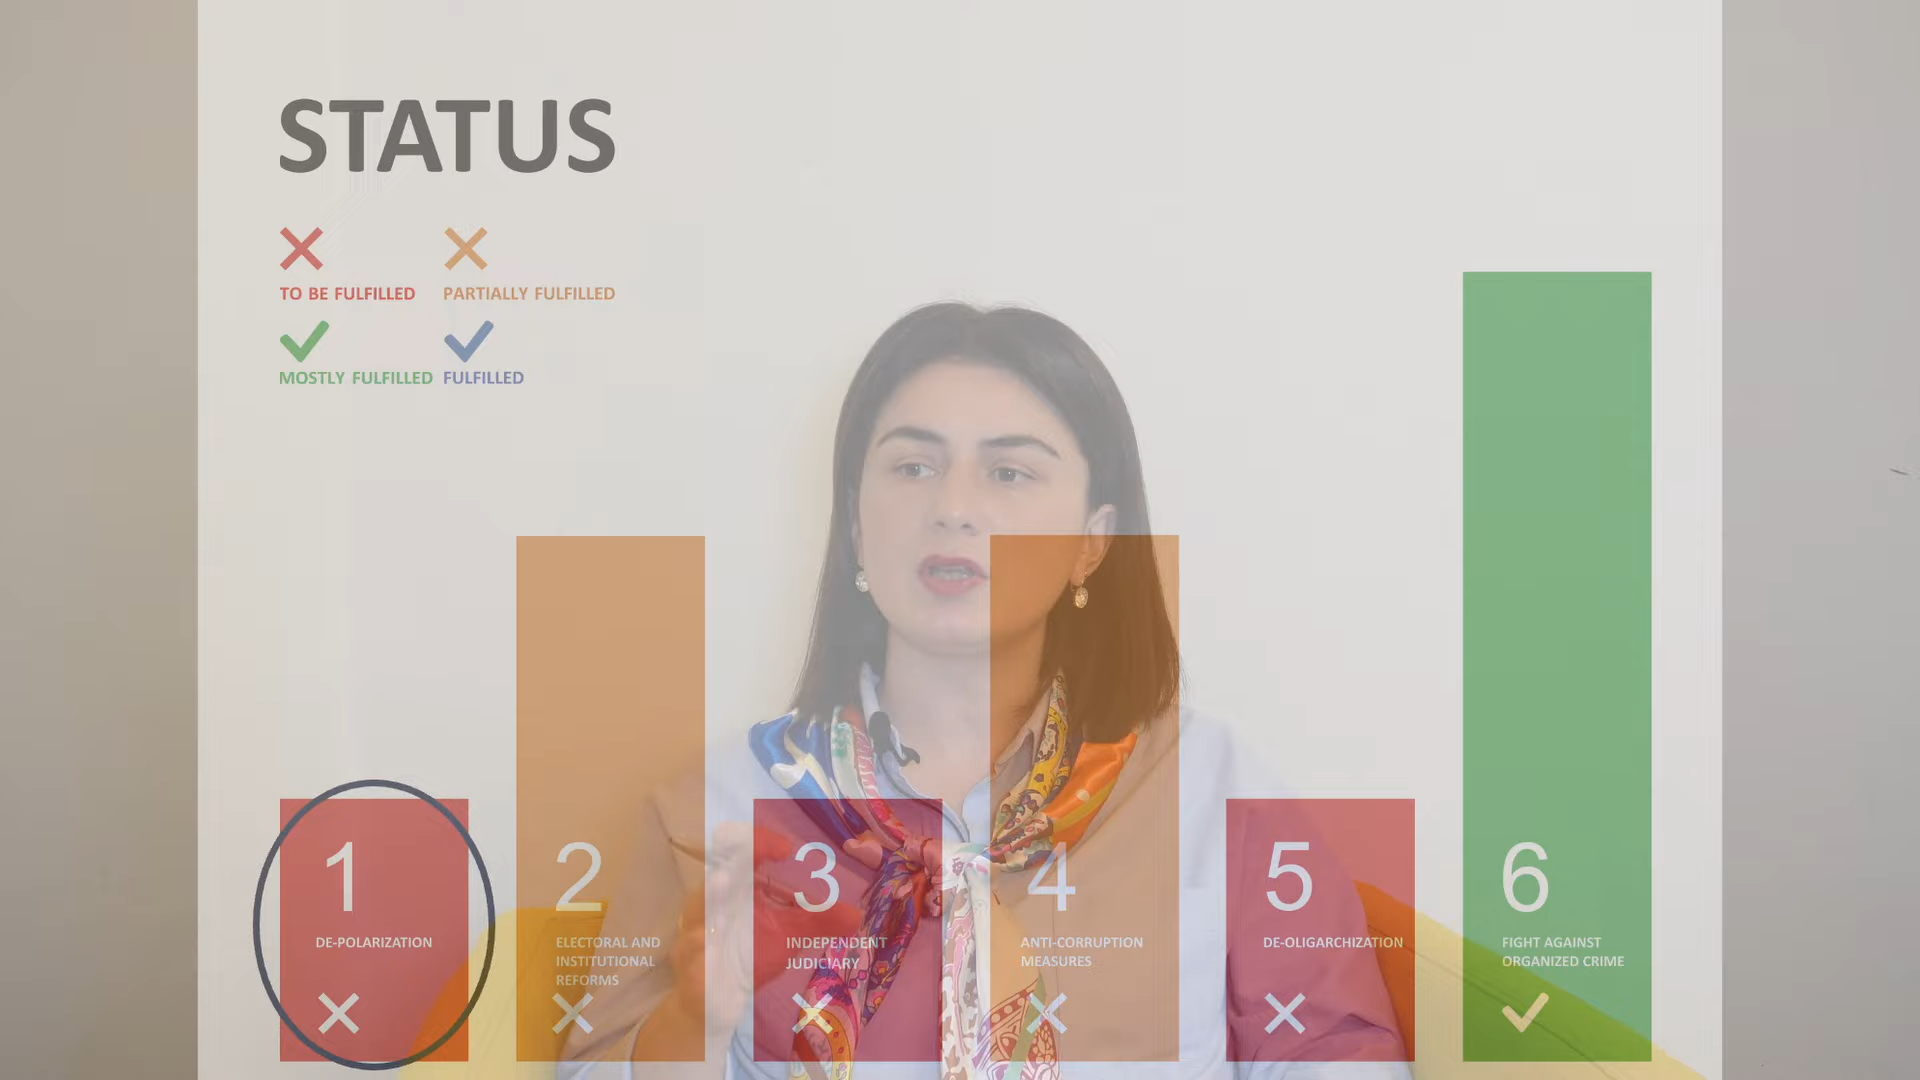 STATUS
TO BE FULFILLED
PARTIALLY FULFILLED
MOSTLY FULFILLED
FULFILLED
1
DE-POLARIZATION
2
ELECTORAL AND
INSTITUTIONAL
REFORMS
3
INDEPENDENT
JUDICIARY
4
ANTI-CORRUPTION
MEASURES
5
DE-OLIGARCHIZATION
6
FIGHT AGAINST
ORGANIZED CRIME